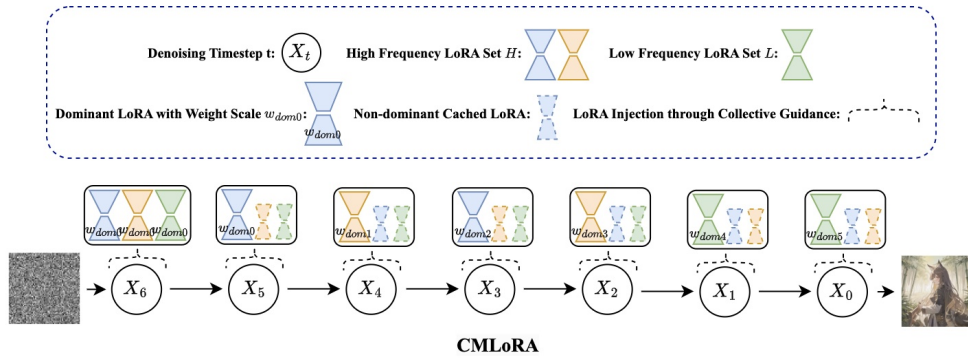 Denoising Timestep t: X_t High Frequency LoRA Set H: Low Frequency LoRA Set L:
Dominant LoRA with Weight Scale w_dom0: w_dom0 Non-dominant Cached LoRA: LoRA Injection through Collective Guidance:
w_dom0 w_dom0 w_dom0 w_dom0 w_dom1 w_dom2 w_dom3 w_dom4 w_dom5
X_6 X_5 X_4 X_3 X_2 X_1 X_0
CMLoRA